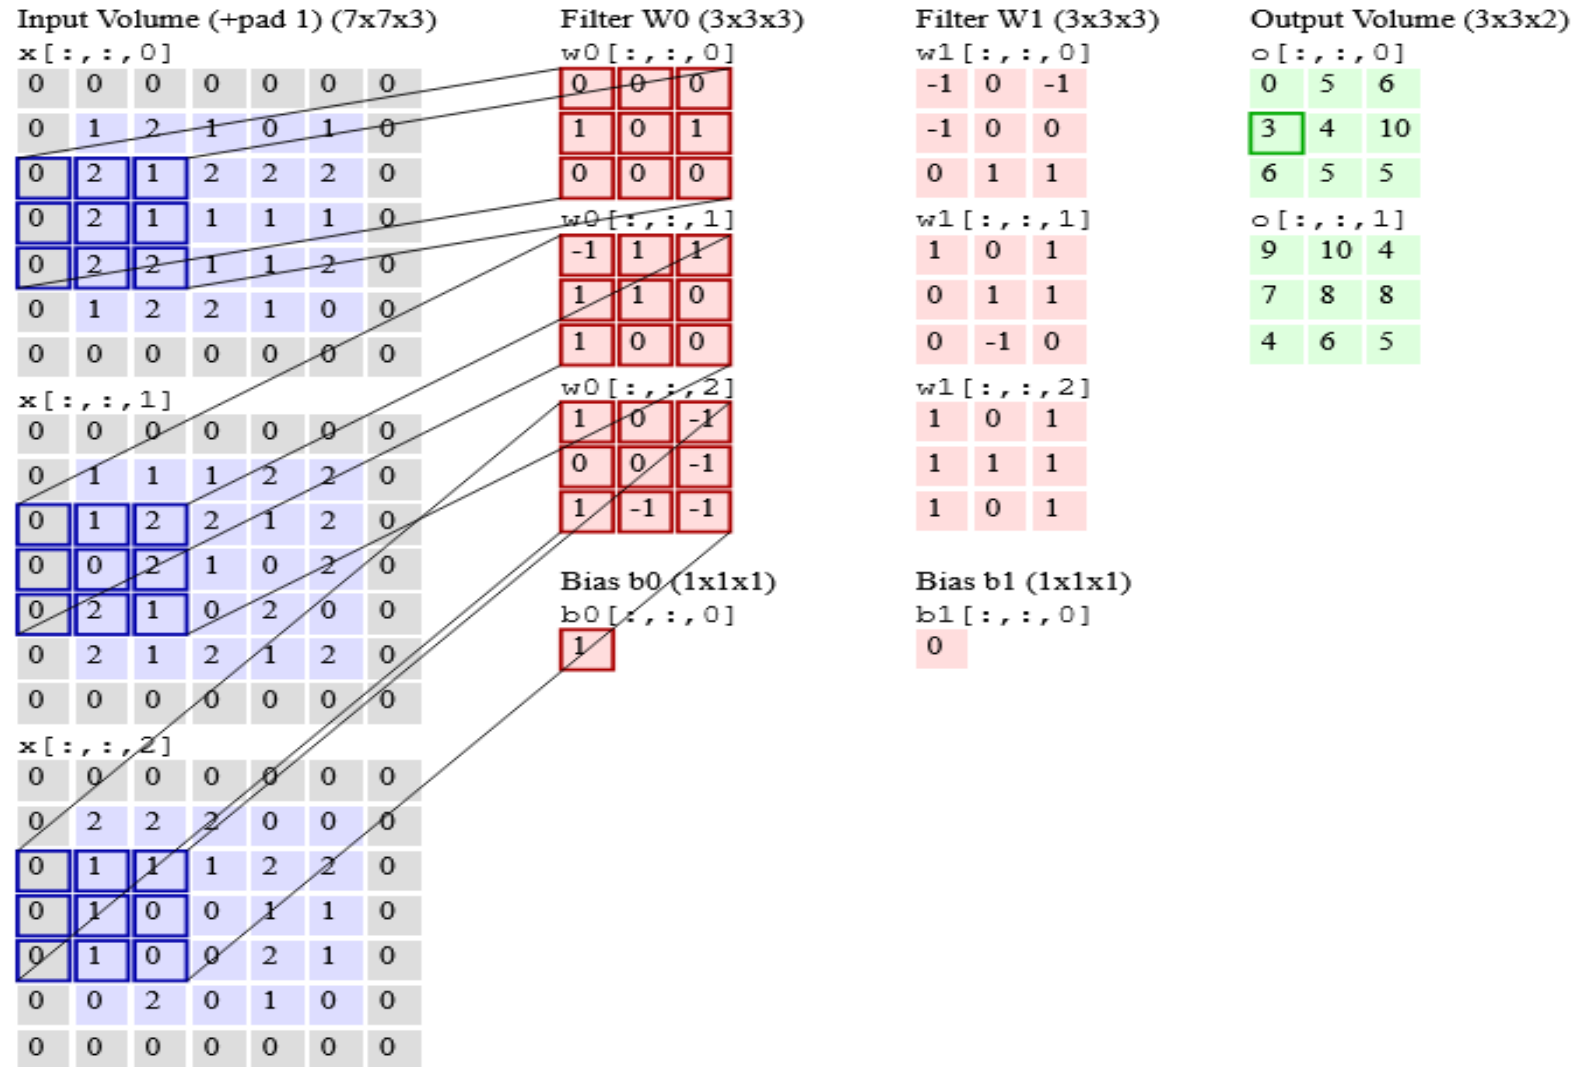 Input Volume (+pad 1) (7x7x3)
x[:,:,0]
0 0 0 0 0 0 0
0 1 2 1 0 1 0
0 2 1 2 2 2 0
0 2 1 1 1 1 0
0 2 2 1 1 2 0
0 1 2 2 1 0 0
0 0 0 0 0 0 0
x[:,:,1]
0 0 0 0 0 0 0
0 1 1 1 2 2 0
0 1 2 2 1 2 0
0 0 2 1 0 2 0
0 2 1 0 2 0 0
0 2 1 2 1 2 0
0 0 0 0 0 0 0
x[:,:,2]
0 0 0 0 0 0 0
0 2 2 2 0 0 0
0 1 1 1 2 2 0
0 1 0 0 1 1 0
0 1 0 0 2 1 0
0 0 2 0 1 0 0
0 0 0 0 0 0 0
Filter W0 (3x3x3)
w0[:,:,0]
0 0 0
1 0 1
0 0 0
w0[:,:,1]
-1 1 1
1 1 0
1 0 0
w0[:,:,2]
1 0 -1
0 0 -1
1 -1 -1
Bias b0 (1x1x1)
b0[:,:,0]
1
Filter W1 (3x3x3)
w1[:,:,0]
-1 0 -1
-1 0 0
0 1 1
w1[:,:,1]
1 0 1
0 1 1
0 -1 0
w1[:,:,2]
1 0 1
1 1 1
1 0 1
Bias b1 (1x1x1)
b1[:,:,0]
0
Output Volume (3x3x2)
o[:,:,0]
0 5 6
3 4 10
6 5 5
o[:,:,1]
9 10 4
7 8 8
4 6 5